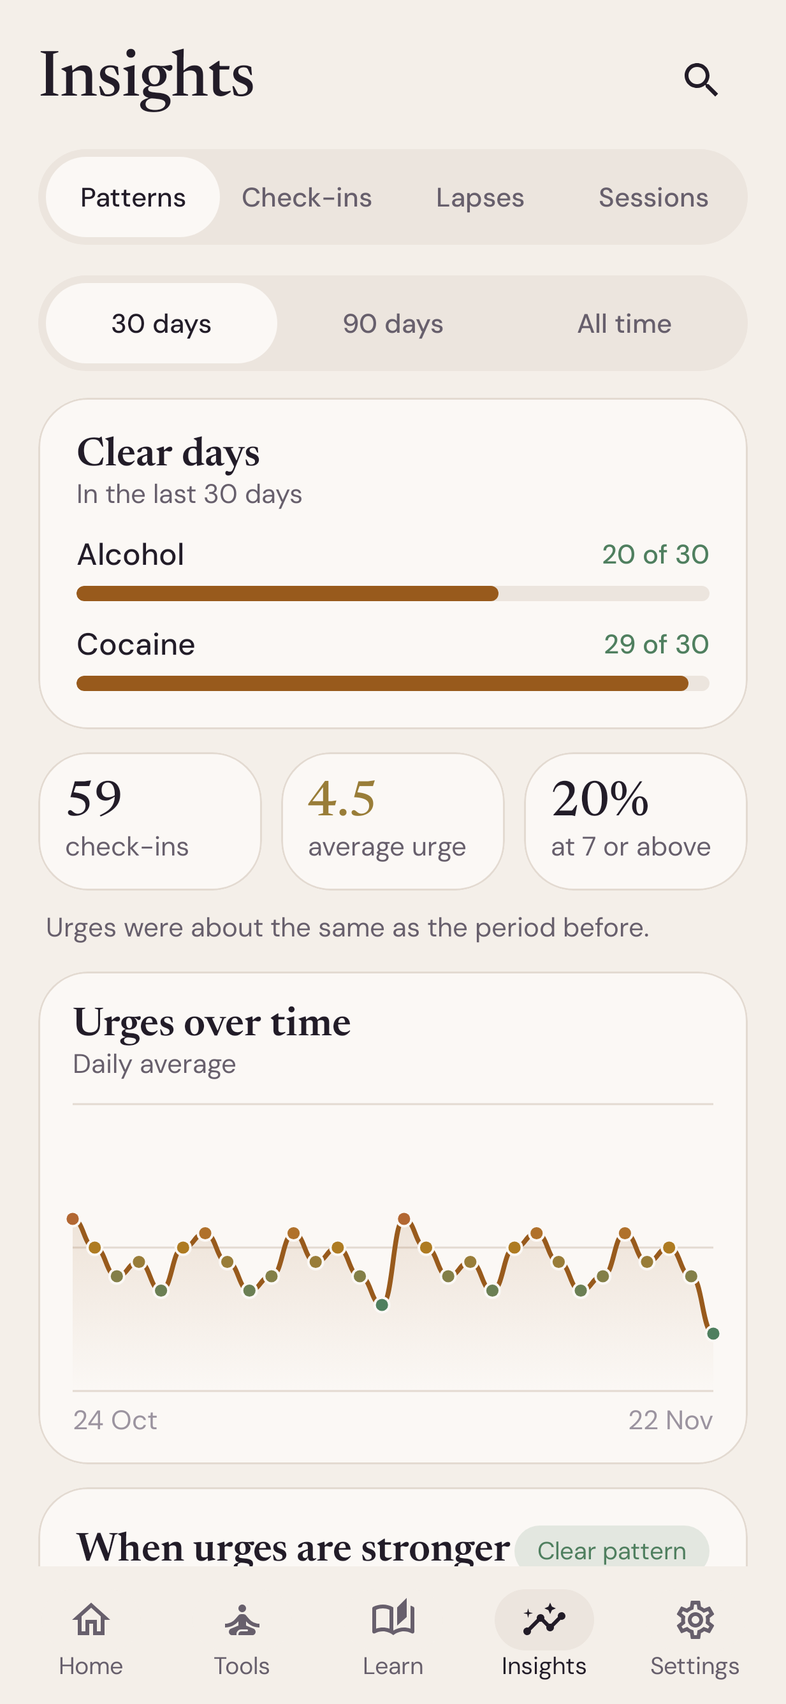 Insights
Patterns Check-ins Lapses Sessions
30 days 90 days All time
Clear days
In the last 30 days
Alcohol 20 of 30
Cocaine 29 of 30
59 4.5 20%
check-ins average urge at 7 or above
Urges were about the same as the period before.
Urges over time
Daily average
24 Oct 22 Nov
When urges are stronger Clear pattern
Home Tools Learn Insights Settings